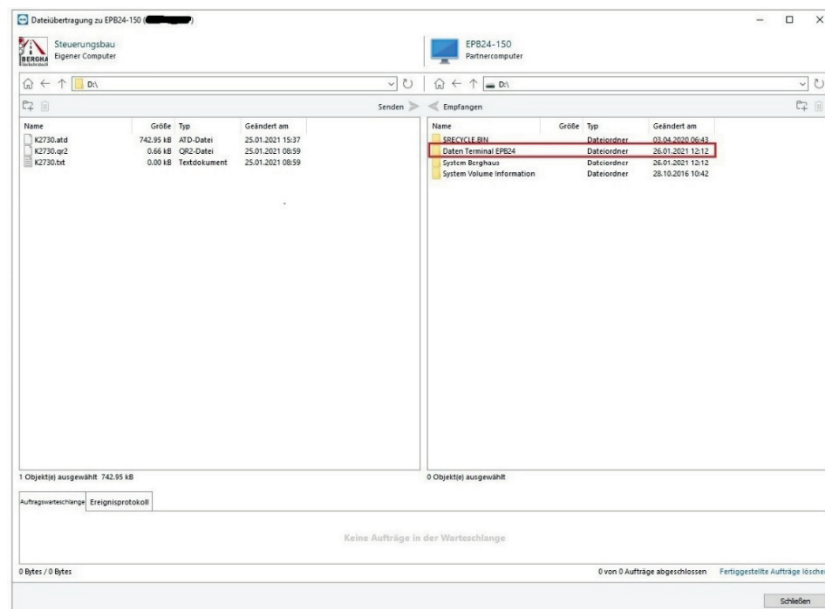 Dateiübertragung zu EPB24-150 (
)
BERGHA
Steuerungsbau
Eigener Computer
EPB24-150
Partnercomputer
D:\
D:\
Senden
Empfangen
Name Größe Typ Geändert am
K2730.atd 742.95 kB ATD-Datei 25.01.2021 15:37
K2730.qr2 0.66 kB QR2-Datei 25.01.2021 08:59
K2730.txt 0.00 kB Textdokument 25.01.2021 08:59
Name Größe Typ Geändert am
SRECYCLE.BIN Dateiordner 03.04.2020 06:43
Daten Terminal EPB24 Dateiordner 26.01.2021 12:12
System Berghaus Dateiordner 26.01.2021 12:12
System Volume Information Dateiordner 28.10.2016 10:42
1 Objekt(e) ausgewählt 742.95 kB
0 Objekt(e) ausgewählt
Auftragswarteschlange Ereignisprotokoll
Keine Aufträge in der Warteschlange
0 Bytes / 0 Bytes
0 von 0 Aufträge abgeschlossen Fertiggestellte Aufträge lösche
Schließen